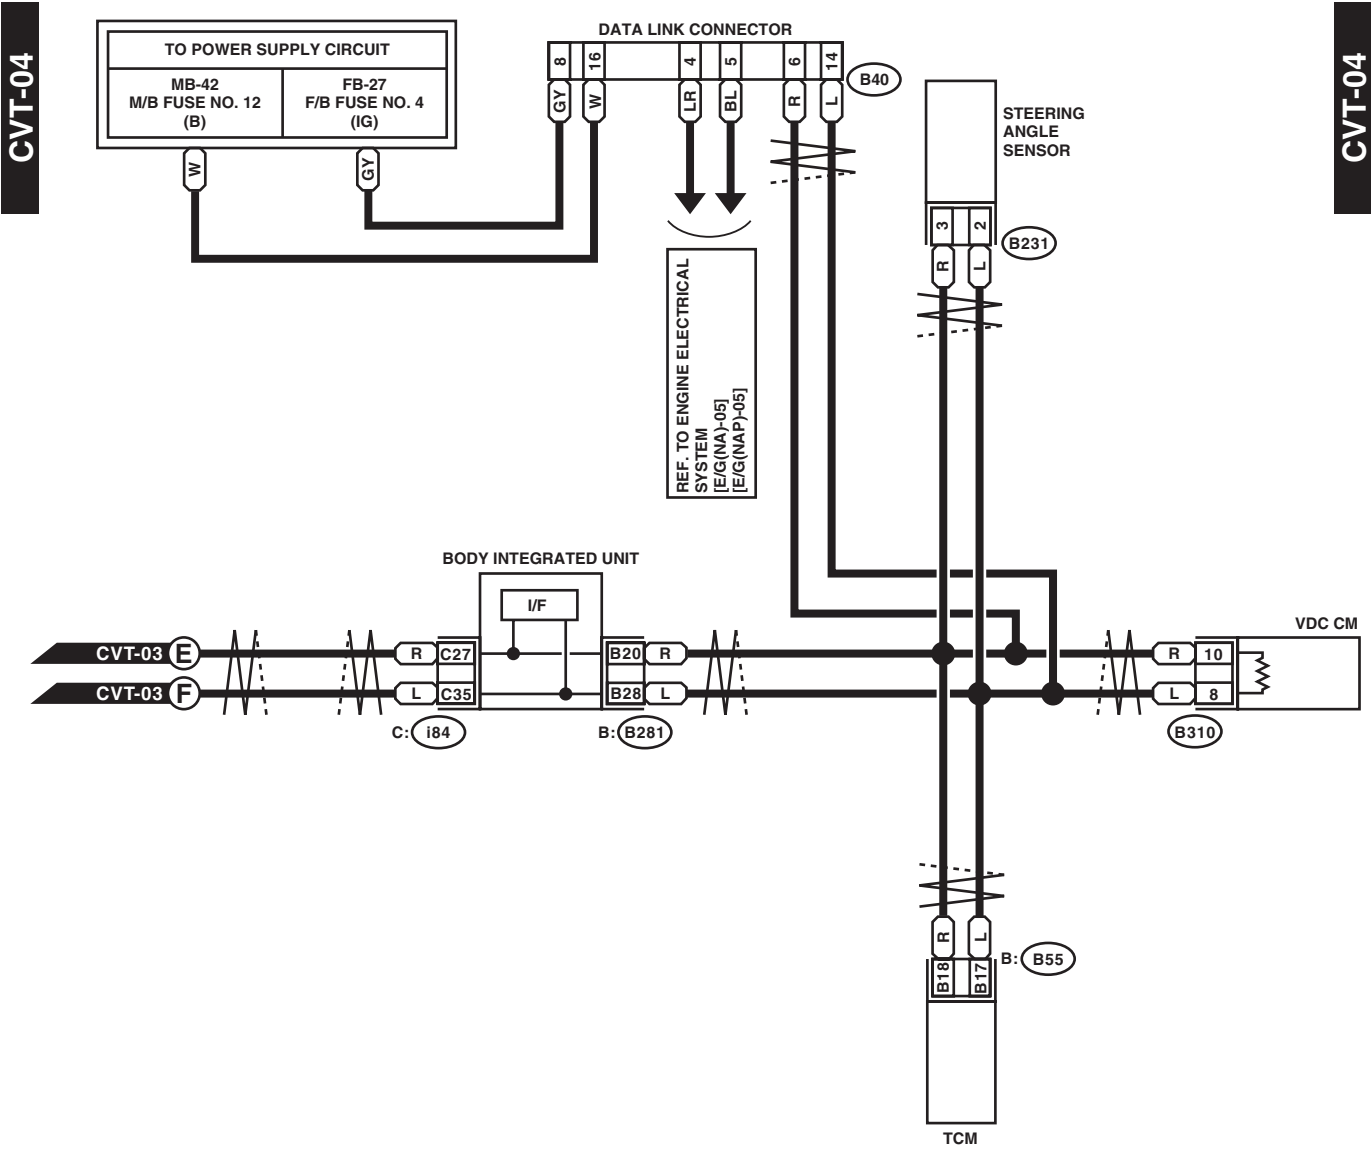 CVT-04
CVT-04
TO POWER SUPPLY CIRCUIT
MB-42
M/B FUSE NO. 12
(B)
FB-27
F/B FUSE NO. 4
(IG)
W
GY
DATA LINK CONNECTOR
8
16
4
5
6
14
B40
GY
W
LR
BL
R
L
STEERING
ANGLE
SENSOR
3
2
B231
R
L
REF. TO ENGINE ELECTRICAL
SYSTEM
[E/G(NA)-05]
[E/G(NAP)-05]
BODY INTEGRATED UNIT
I/F
VDC CM
CVT-03
E
R
C27
B20
R
R
10
CVT-03
F
L
C35
B28
L
L
8
C:
i84
B:
B281
B310
R
L
B18
B17
B:
B55
TCM